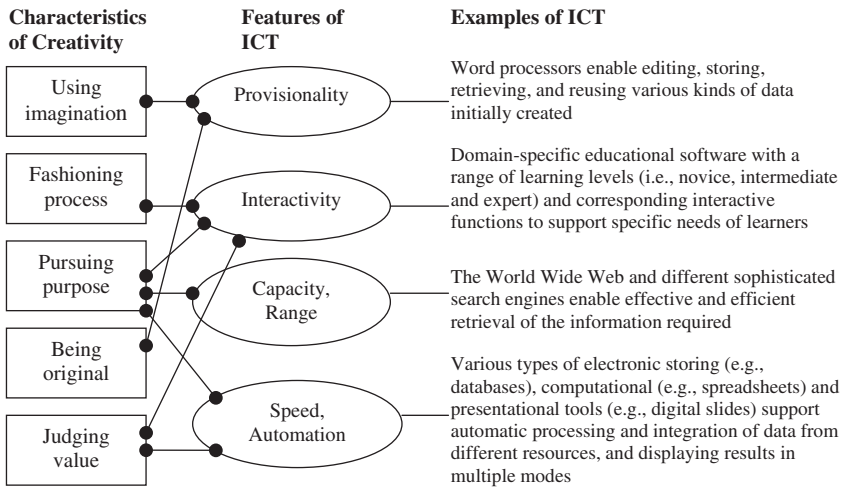 Characteristics
of Creativity
Features of
ICT
Examples of ICT
Using
imagination
Provisionality
Word processors enable editing, storing,
retrieving, and reusing various kinds of data
initially created
Fashioning
process
Interactivity
Domain-specific educational software with a
range of learning levels (i.e., novice, intermediate
and expert) and corresponding interactive
functions to support specific needs of learners
Pursuing
purpose
Capacity,
Range
The World Wide Web and different sophisticated
search engines enable effective and efficient
retrieval of the information required
Being
original
Judging
value
Speed,
Automation
Various types of electronic storing (e.g.,
databases), computational (e.g., spreadsheets) and
presentational tools (e.g., digital slides) support
automatic processing and integration of data from
different resources, and displaying results in
multiple modes